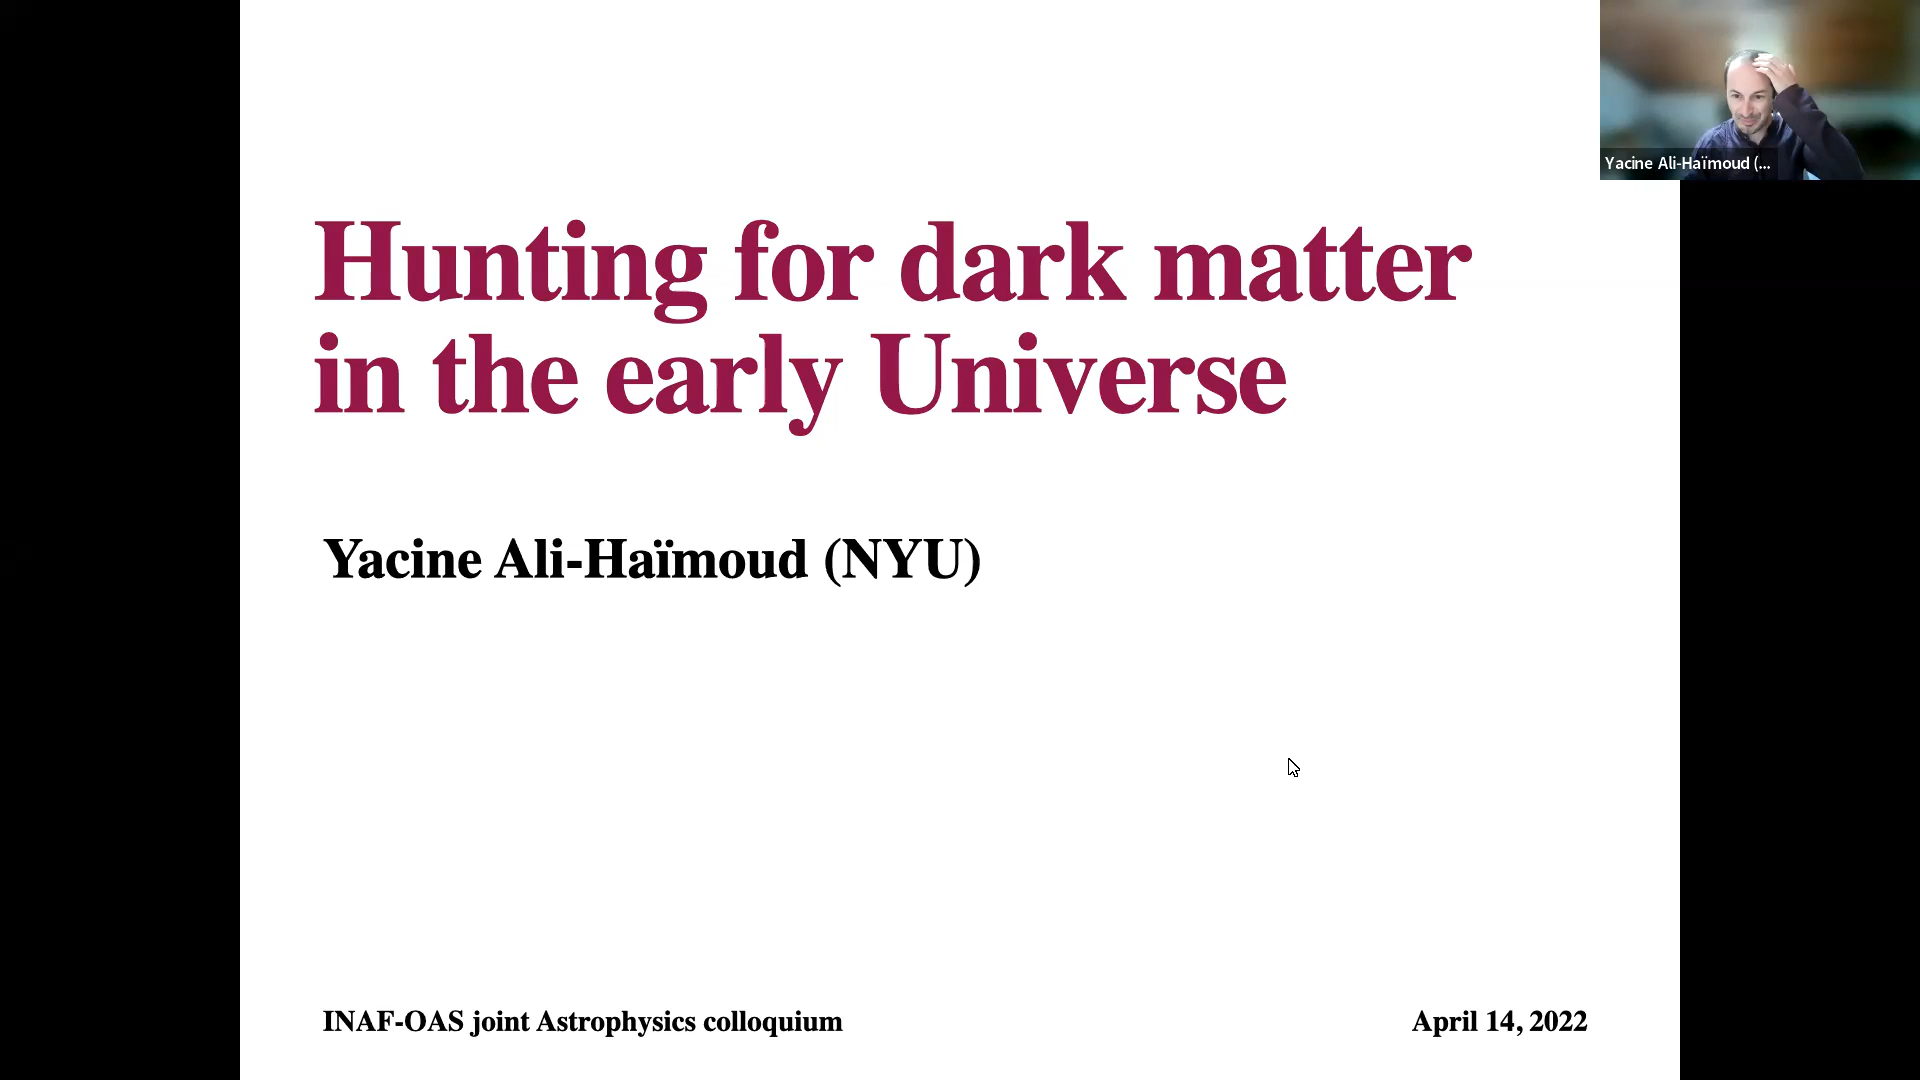 Yacine Ali-Haïmoud (...
Hunting for dark matter
in the early Universe
Yacine Ali-Haïmoud (NYU)
INAF-OAS joint Astrophysics colloquium
April 14, 2022